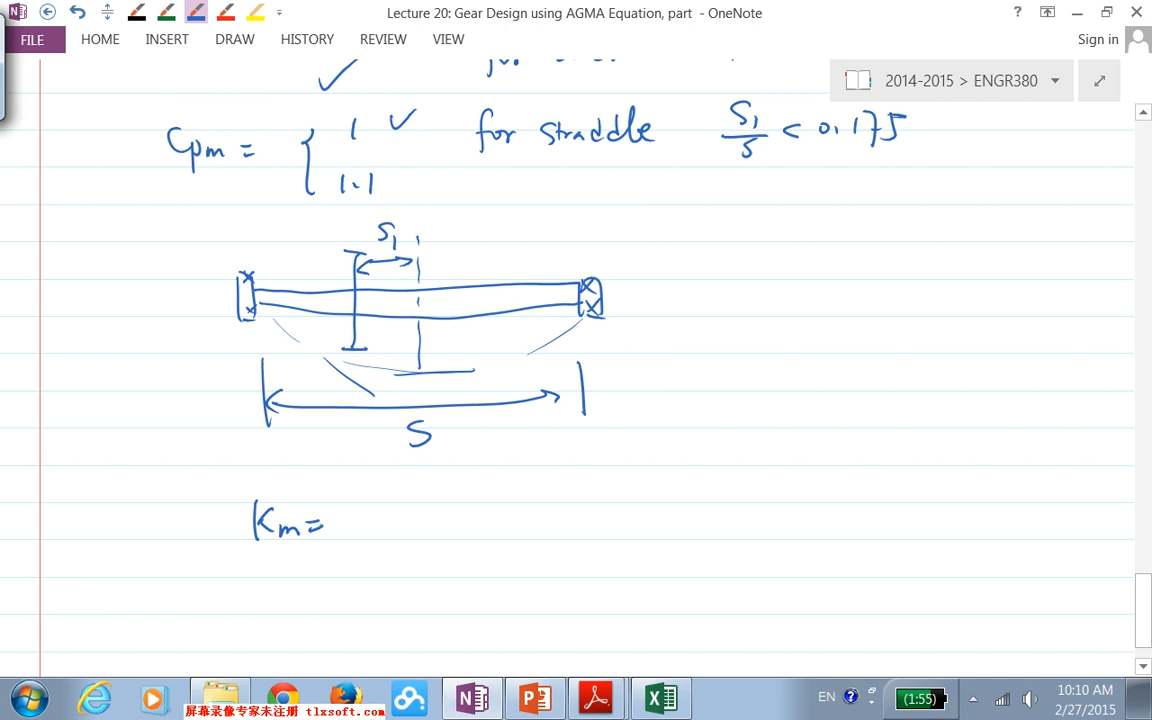 Lecture 20: Gear Design using AGMA Equation, part - OneNote
?
FILE HOME INSERT DRAW HISTORY REVIEW VIEW
Sign in
2014-2015 > ENGR380
Cpm = { 1 ✓ for straddle S₁/S < 0.175
1.1
S₁
S
Km =
EN
(1:55)
10:10 AM
2/27/2015
屏幕录像专家未注册 tlxsoft.com